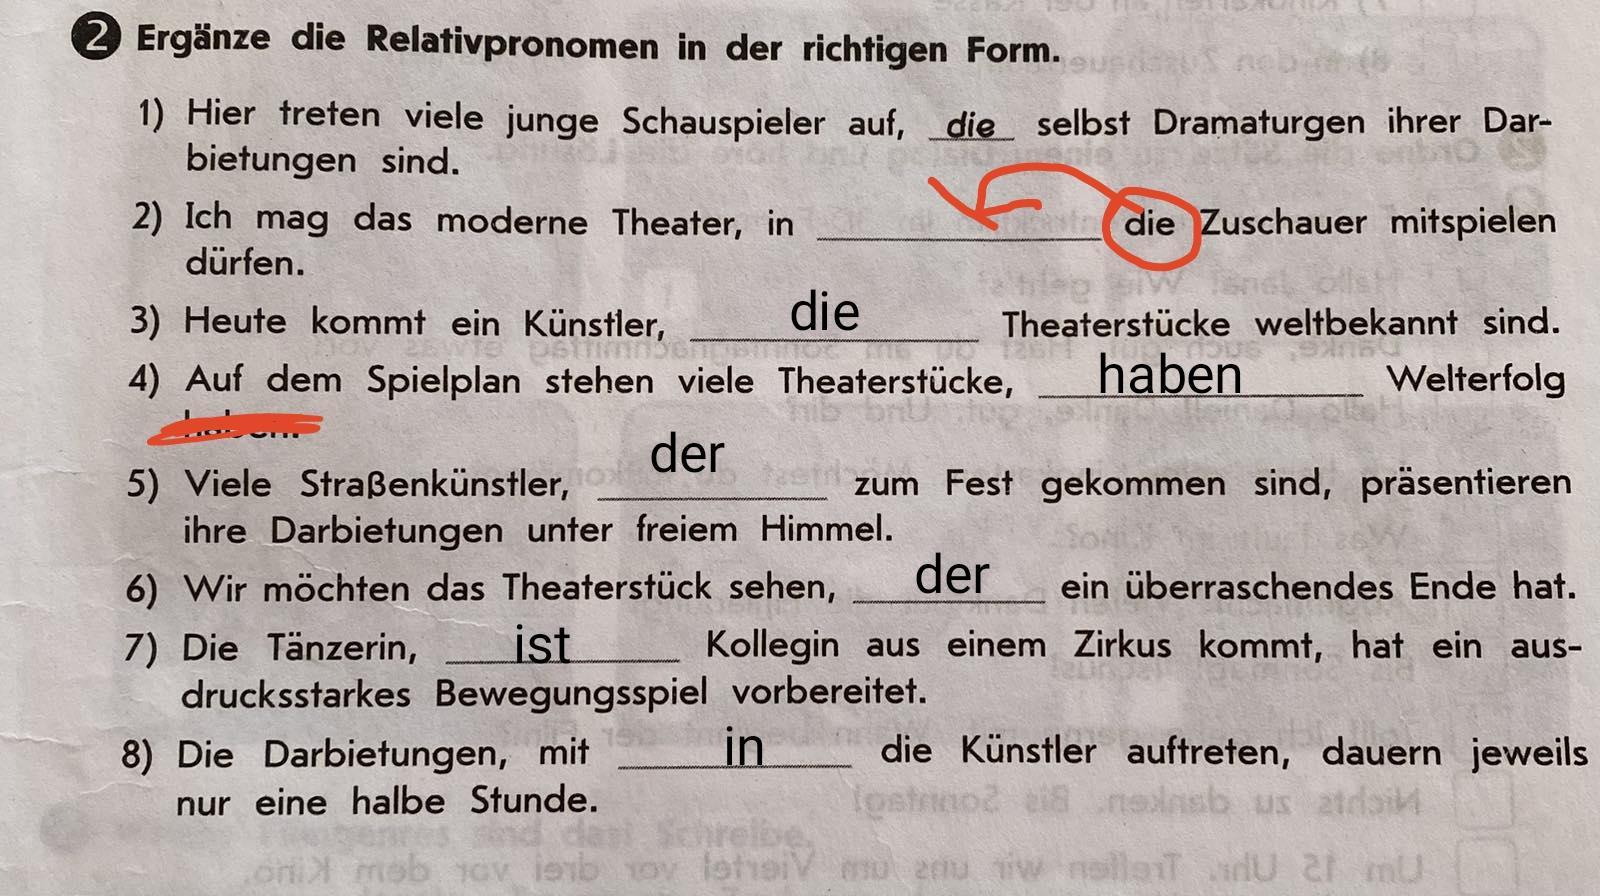 2 Ergänze die Relativpronomen in der richtigen Form.
1) Hier treten viele junge Schauspieler auf, die selbst Dramaturgen ihrer Dar-
bietungen sind.
2) Ich mag das moderne Theater, in ____ die Zuschauer mitspielen
dürfen.
3) Heute kommt ein Künstler, die Theaterstücke weltbekannt sind.
4) Auf dem Spielplan stehen viele Theaterstücke, haben Welterfolg
5) Viele Straßenkünstler, der zum Fest gekommen sind, präsentieren
ihre Darbietungen unter freiem Himmel.
6) Wir möchten das Theaterstück sehen, der ein überraschendes Ende hat.
7) Die Tänzerin, ist Kollegin aus einem Zirkus kommt, hat ein aus-
drucksstarkes Bewegungsspiel vorbereitet.
8) Die Darbietungen, mit in die Künstler auftreten, dauern jeweils
nur eine halbe Stunde.